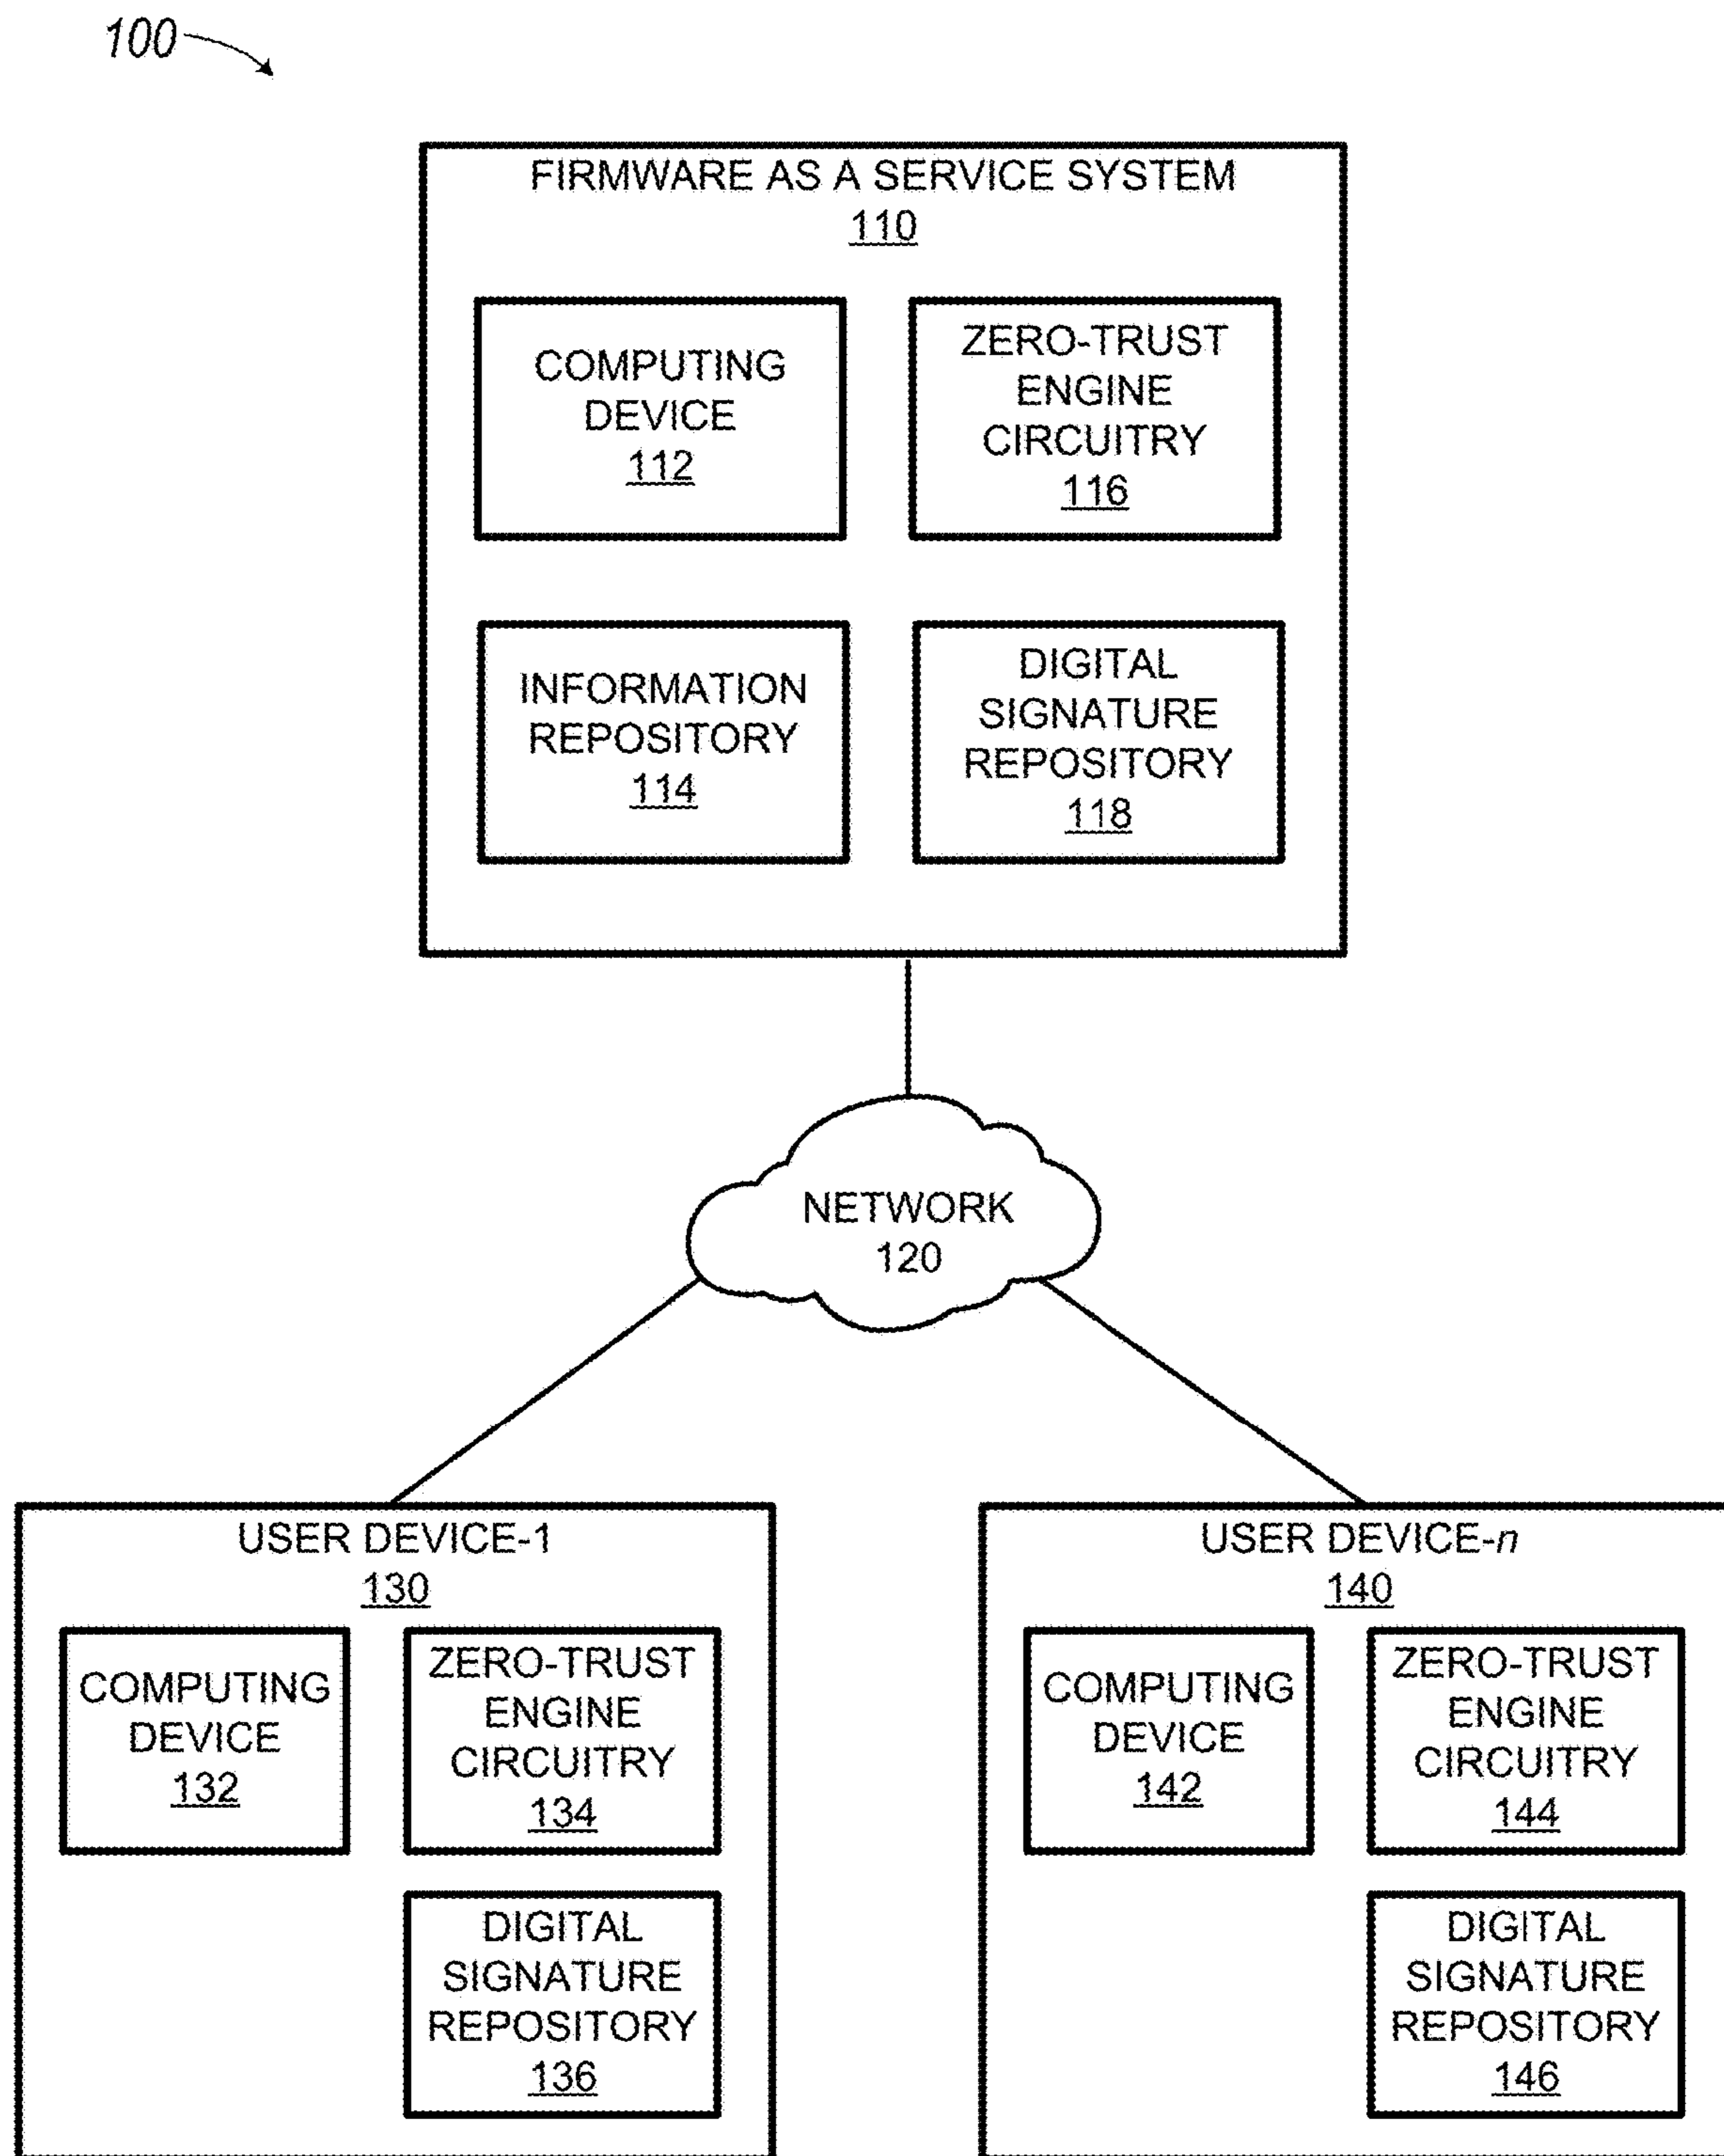 100
FIRMWARE AS A SERVICE SYSTEM
110
COMPUTING
DEVICE
112
ZERO-TRUST
ENGINE
CIRCUITRY
116
INFORMATION
REPOSITORY
114
DIGITAL
SIGNATURE
REPOSITORY
118
NETWORK
120
USER DEVICE-1
130
COMPUTING
DEVICE
132
ZERO-TRUST
ENGINE
CIRCUITRY
134
DIGITAL
SIGNATURE
REPOSITORY
136
USER DEVICE-n
140
COMPUTING
DEVICE
142
ZERO-TRUST
ENGINE
CIRCUITRY
144
DIGITAL
SIGNATURE
REPOSITORY
146